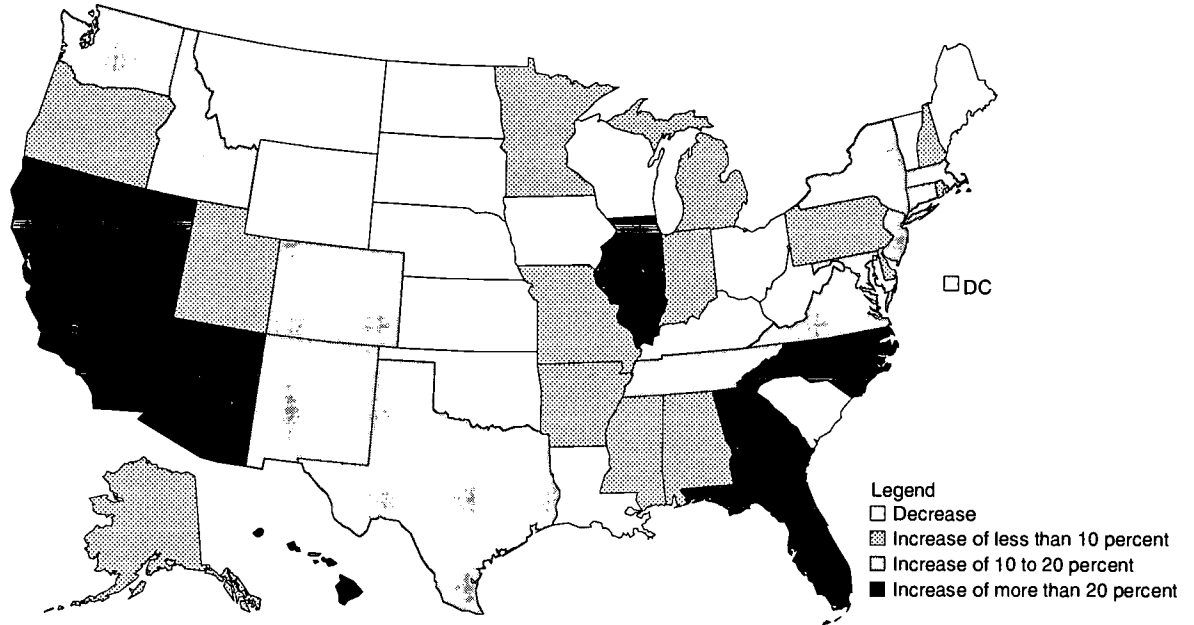 DC
Legend
Decrease
Increase of less than 10 percent
Increase of 10 to 20 percent
Increase of more than 20 percent